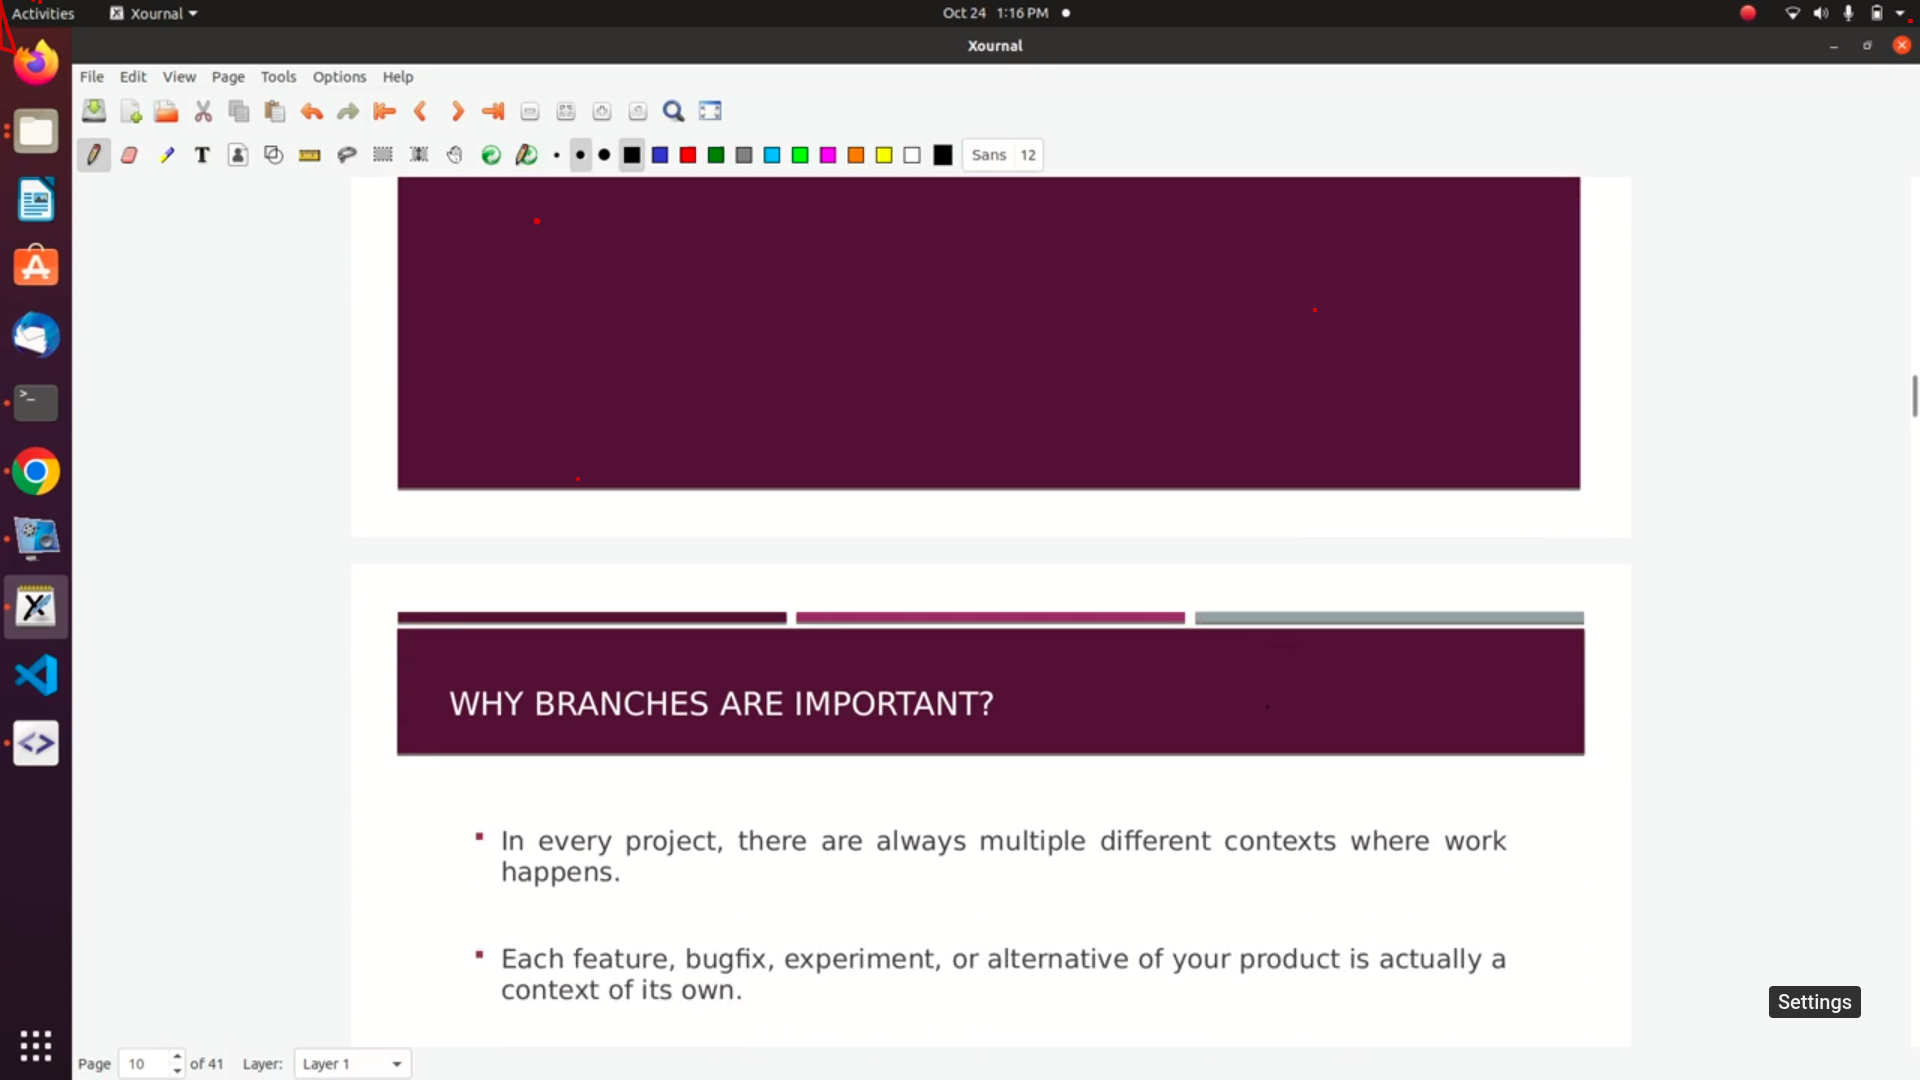 Activities Xournal Oct 24 1:16 PM
Xournal
File Edit View Page Tools Options Help
T Sans 12
WHY BRANCHES ARE IMPORTANT?
In every project, there are always multiple different contexts where work
happens.
Each feature, bugfix, experiment, or alternative of your product is actually a
context of its own.
Settings
Page 10 of 41 Layer: Layer 1